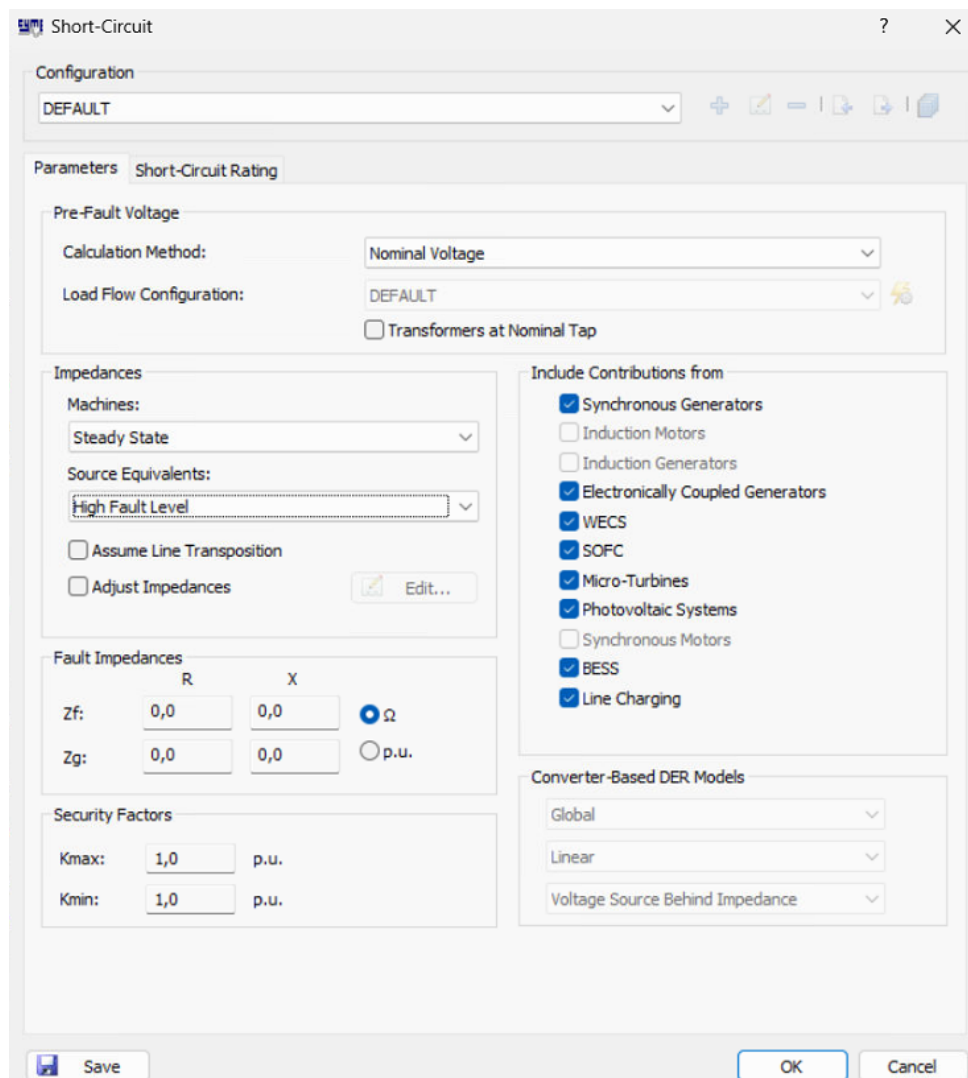 CYME Short-Circuit ?
Configuration
DEFAULT
Parameters Short-Circuit Rating
Pre-Fault Voltage
Calculation Method: Nominal Voltage
Load Flow Configuration: DEFAULT
Transformers at Nominal Tap
Impedances
Machines:
Steady State
Source Equivalents:
High Fault Level
Assume Line Transposition
Adjust Impedances Edit...
Include Contributions from
Synchronous Generators
Induction Motors
Induction Generators
Electronically Coupled Generators
WECS
SOFC
Micro-Turbines
Photovoltaic Systems
Synchronous Motors
BESS
Line Charging
Fault Impedances
R X
Zf: 0,0 0,0 Ω
Zg: 0,0 0,0 p.u.
Converter-Based DER Models
Global
Linear
Voltage Source Behind Impedance
Security Factors
Kmax: 1,0 p.u.
Kmin: 1,0 p.u.
Save OK Cancel